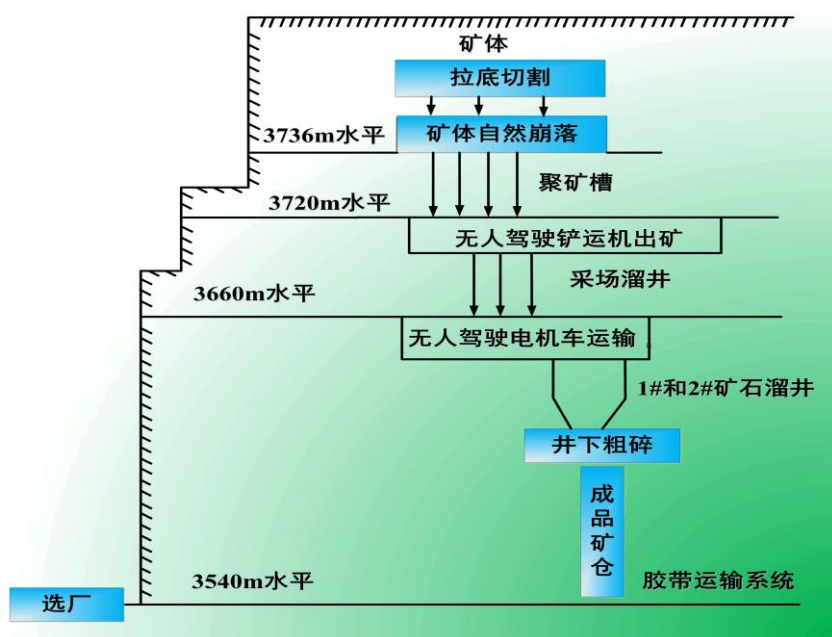 矿体
拉底切割
3736m水平
矿体自然崩落
聚矿槽
3720m水平
无人驾驶铲运机出矿
采场溜井
3660m水平
无人驾驶电机车运输
1#和2#矿石溜井
井下粗碎
成品矿仓
3540m水平
胶带运输系统
选厂